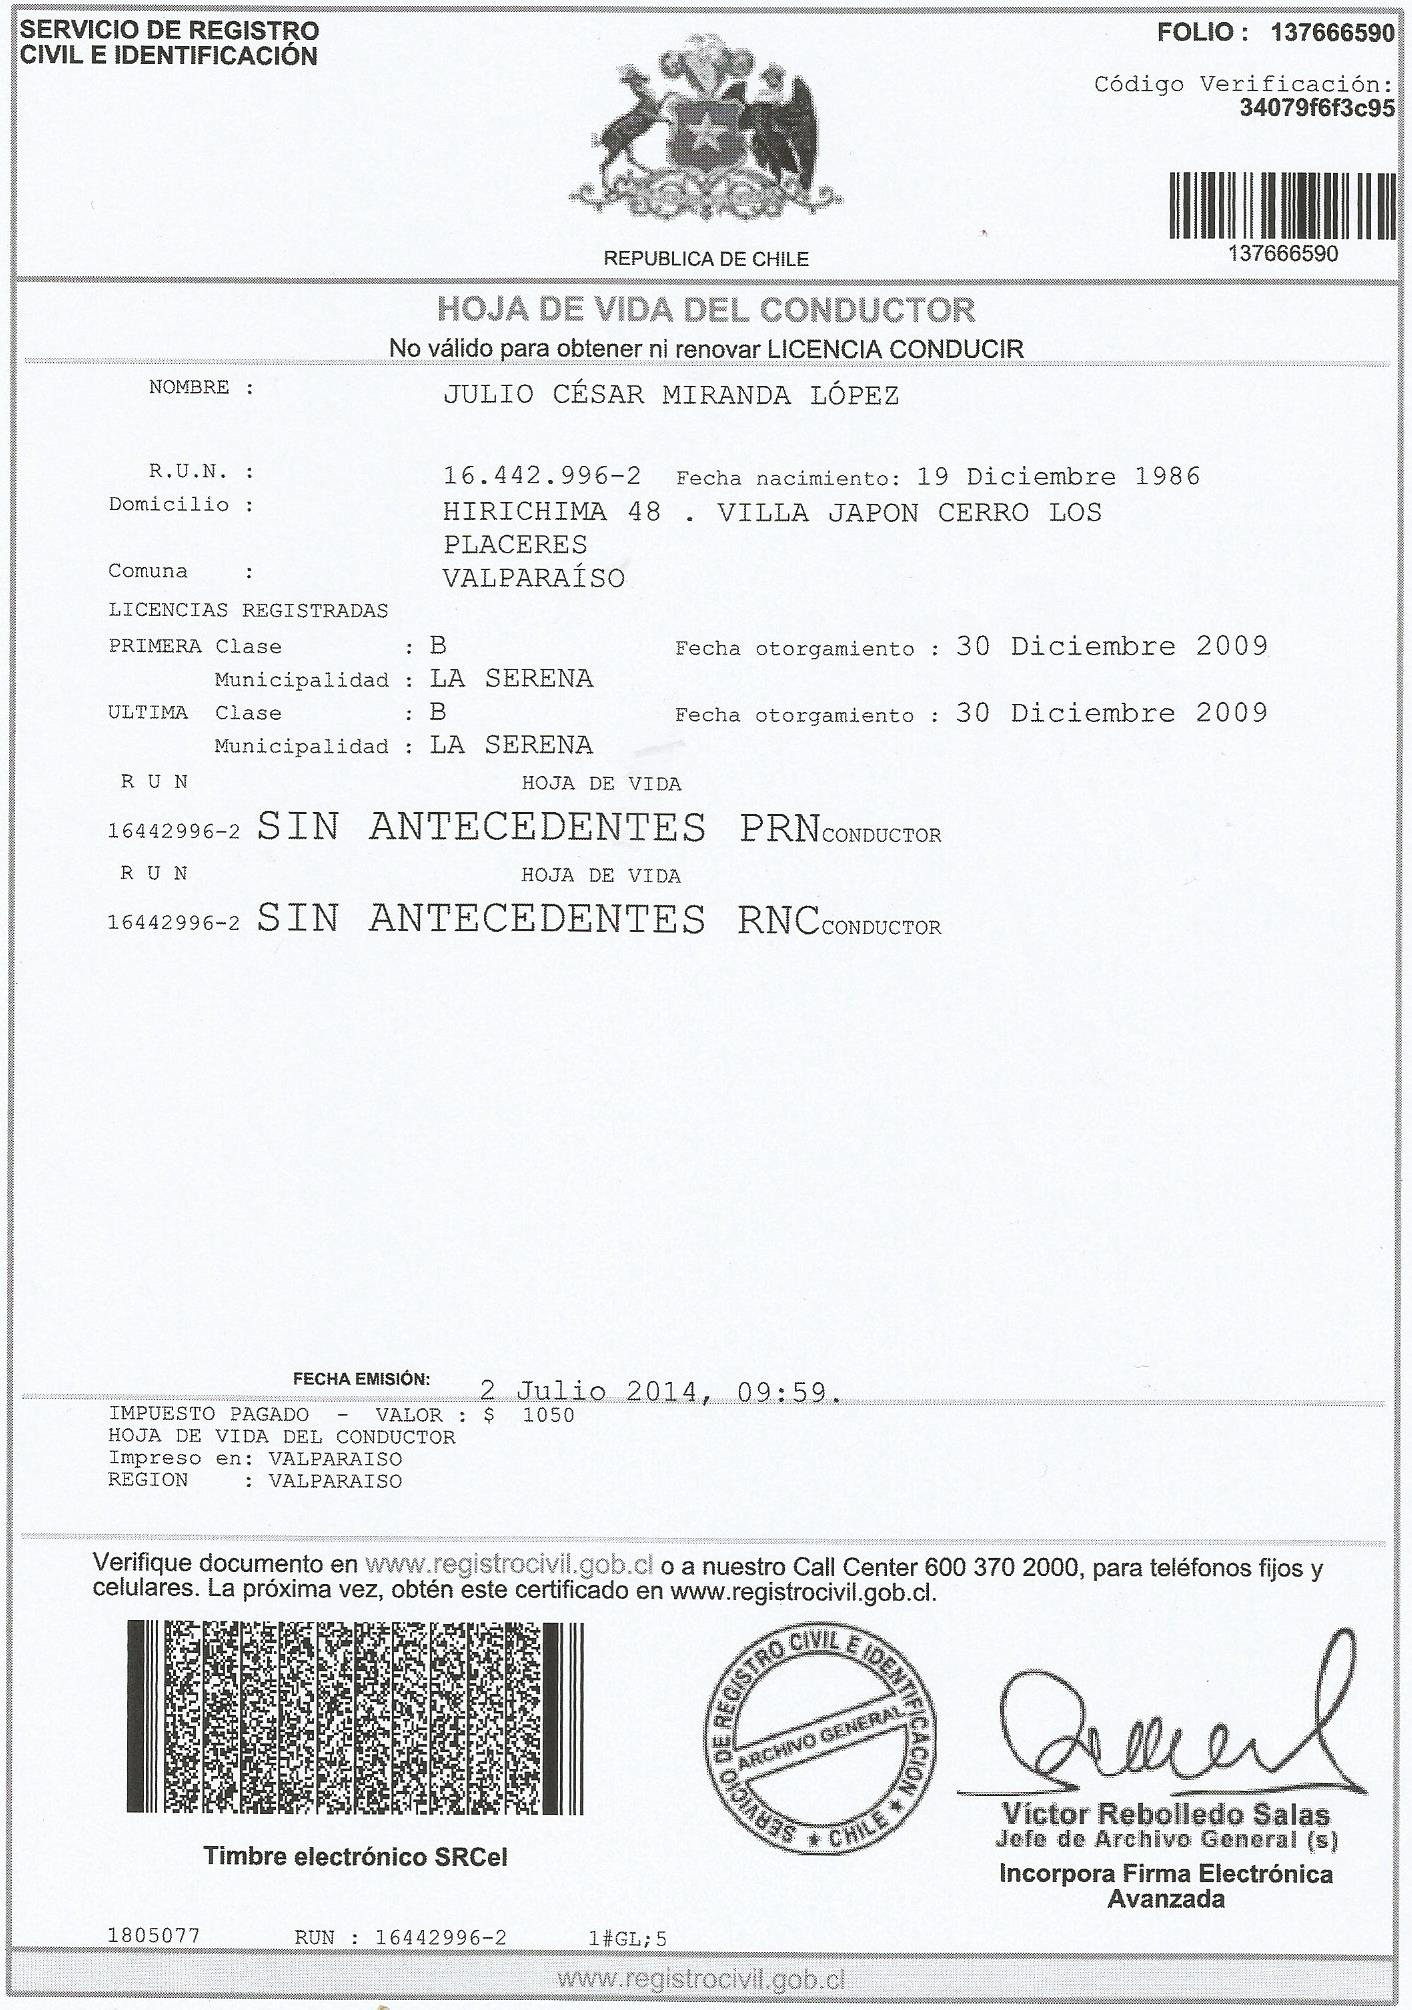 SERVICIO DE REGISTRO
CIVIL E IDENTIFICACIÓN
FOLIO : 137666590
Código Verificación:
34079f6f3c95
137666590
REPUBLICA DE CHILE
HOJA DE VIDA DEL CONDUCTOR
No válido para obtener ni renovar LICENCIA CONDUCIR
NOMBRE : JULIO CÉSAR MIRANDA LÓPEZ
R.U.N. : 16.442.996-2 Fecha nacimiento: 19 Diciembre 1986
Domicilio : HIRICHIMA 48 . VILLA JAPON CERRO LOS
PLACERES
Comuna : VALPARAÍSO
LICENCIAS REGISTRADAS
PRIMERA Clase : B Fecha otorgamiento : 30 Diciembre 2009
Municipalidad : LA SERENA
ULTIMA Clase : B Fecha otorgamiento : 30 Diciembre 2009
Municipalidad : LA SERENA
R U N HOJA DE VIDA
16442996-2 SIN ANTECEDENTES PRN CONDUCTOR
R U N HOJA DE VIDA
16442996-2 SIN ANTECEDENTES RNC CONDUCTOR
FECHA EMISIÓN: 2 Julio 2014, 09:59.
IMPUESTO PAGADO - VALOR : $ 1050
HOJA DE VIDA DEL CONDUCTOR
Impreso en: VALPARAISO
REGION : VALPARAISO
Verifique documento en www.registrocivil.gob.cl o a nuestro Call Center 600 370 2000, para teléfonos fijos y
celulares. La próxima vez, obtén este certificado en www.registrocivil.gob.cl.
SERVICIO DE REGISTRO CIVIL E IDENTIFICACION
ARCHIVO GENERAL
★ CHILE ★
Víctor Rebolledo Salas
Jefe de Archivo General (s)
Incorpora Firma Electrónica
Avanzada
Timbre electrónico SRCeI
1805077 RUN : 16442996-2 1#GL;5
www.registrocivil.gob.cl